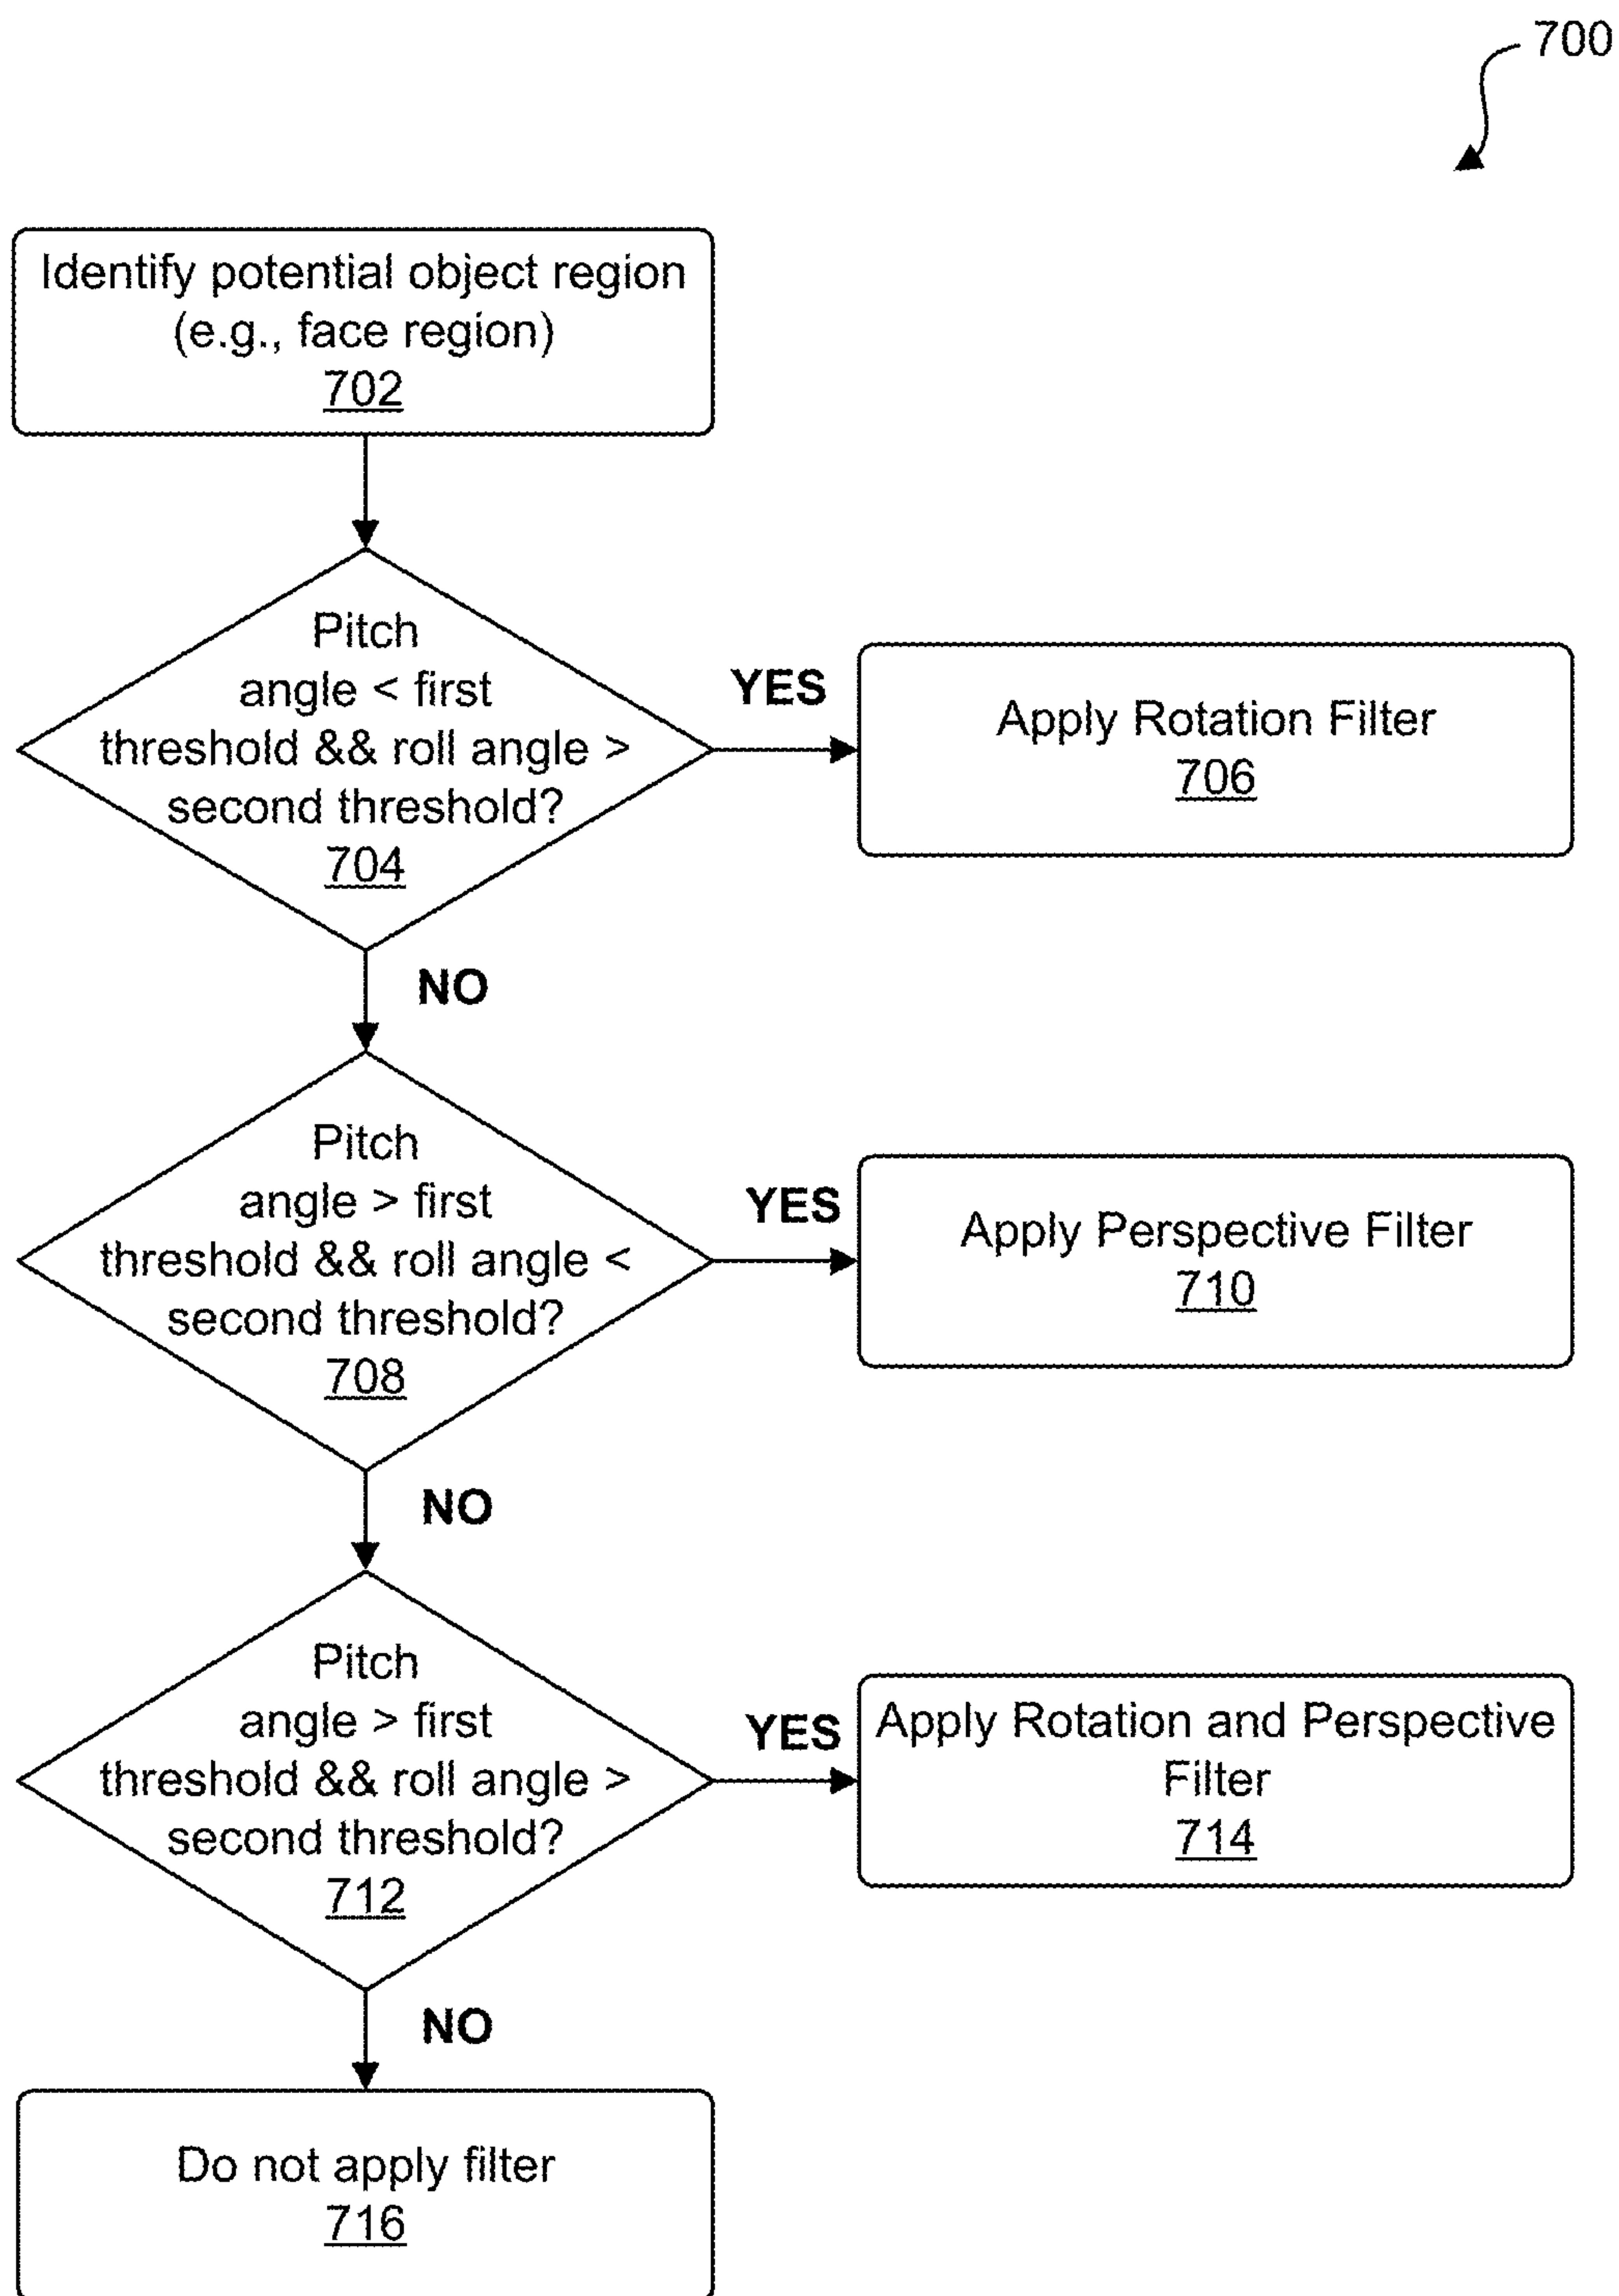 700
Identify potential object region
(e.g., face region)
702
Pitch
angle < first
threshold && roll angle >
second threshold?
704
YES
Apply Rotation Filter
706
NO
Pitch
angle > first
threshold && roll angle <
second threshold?
708
YES
Apply Perspective Filter
710
NO
Pitch
angle > first
threshold && roll angle >
second threshold?
712
YES
Apply Rotation and Perspective
Filter
714
NO
Do not apply filter
716